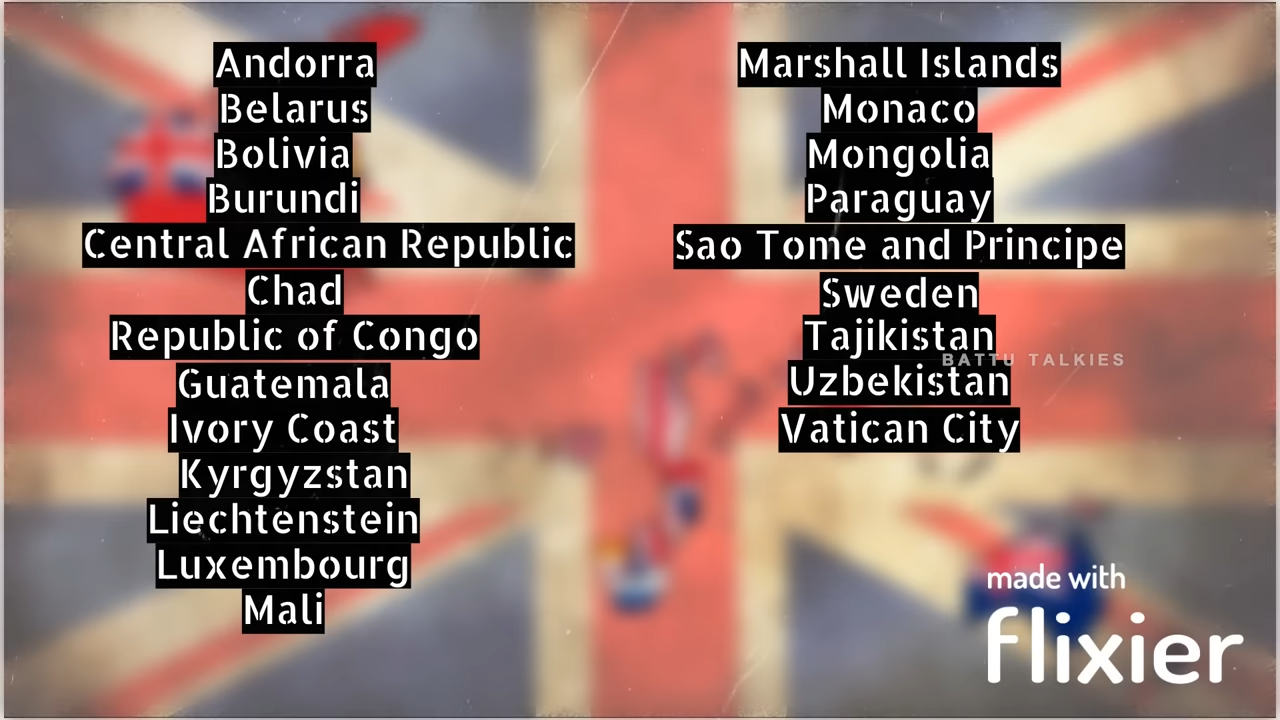 Andorra
Belarus
Bolivia
Burundi
Central African Republic
Chad
Republic of Congo
Guatemala
Ivory Coast
Kyrgyzstan
Liechtenstein
Luxembourg
Mali
Marshall Islands
Monaco
Mongolia
Paraguay
Sao Tome and Principe
Sweden
Tajikistan
BATTU TALKIES
Uzbekistan
Vatican City
made with
flixier